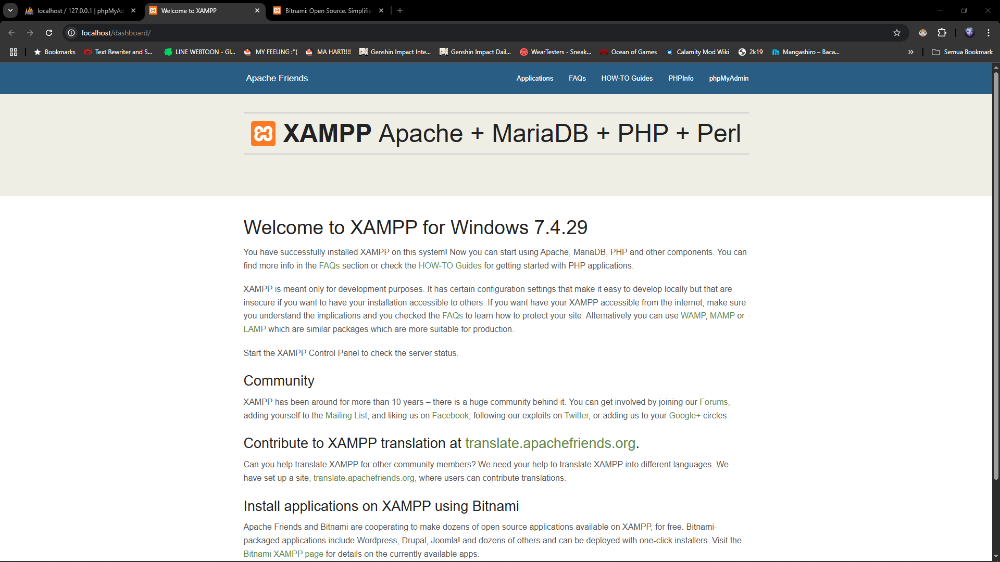 localhost / 127.0.0.1 | phpMyAd
Welcome to XAMPP
Bitnami: Open Source. Simplifie
localhost/dashboard/
Bookmarks
Text Rewriter and S...
LINE WEBTOON - Gl...
MY FEELING :"(
MA HART!!!!
Genshin Impact Inte...
Genshin Impact Dail...
WearTesters - Sneak...
Ocean of Games
Calamity Mod Wiki
2k19
Mangashiro – Baca...
Semua Bookmark
Apache Friends
Applications
FAQs
HOW-TO Guides
PHPInfo
phpMyAdmin
XAMPP Apache + MariaDB + PHP + Perl
Welcome to XAMPP for Windows 7.4.29
You have successfully installed XAMPP on this system! Now you can start using Apache, MariaDB, PHP and other components. You can
find more info in the FAQs section or check the HOW-TO Guides for getting started with PHP applications.
XAMPP is meant only for development purposes. It has certain configuration settings that make it easy to develop locally but that are
insecure if you want to have your installation accessible to others. If you want have your XAMPP accessible from the internet, make sure
you understand the implications and you checked the FAQs to learn how to protect your site. Alternatively you can use WAMP, MAMP or
LAMP which are similar packages which are more suitable for production.
Start the XAMPP Control Panel to check the server status.
Community
XAMPP has been around for more than 10 years – there is a huge community behind it. You can get involved by joining our Forums,
adding yourself to the Mailing List, and liking us on Facebook, following our exploits on Twitter, or adding us to your Google+ circles.
Contribute to XAMPP translation at translate.apachefriends.org.
Can you help translate XAMPP for other community members? We need your help to translate XAMPP into different languages. We
have set up a site, translate.apachefriends.org, where users can contribute translations.
Install applications on XAMPP using Bitnami
Apache Friends and Bitnami are cooperating to make dozens of open source applications available on XAMPP, for free. Bitnami-
packaged applications include Wordpress, Drupal, Joomla! and dozens of others and can be deployed with one-click installers. Visit the
Bitnami XAMPP page for details on the currently available apps.